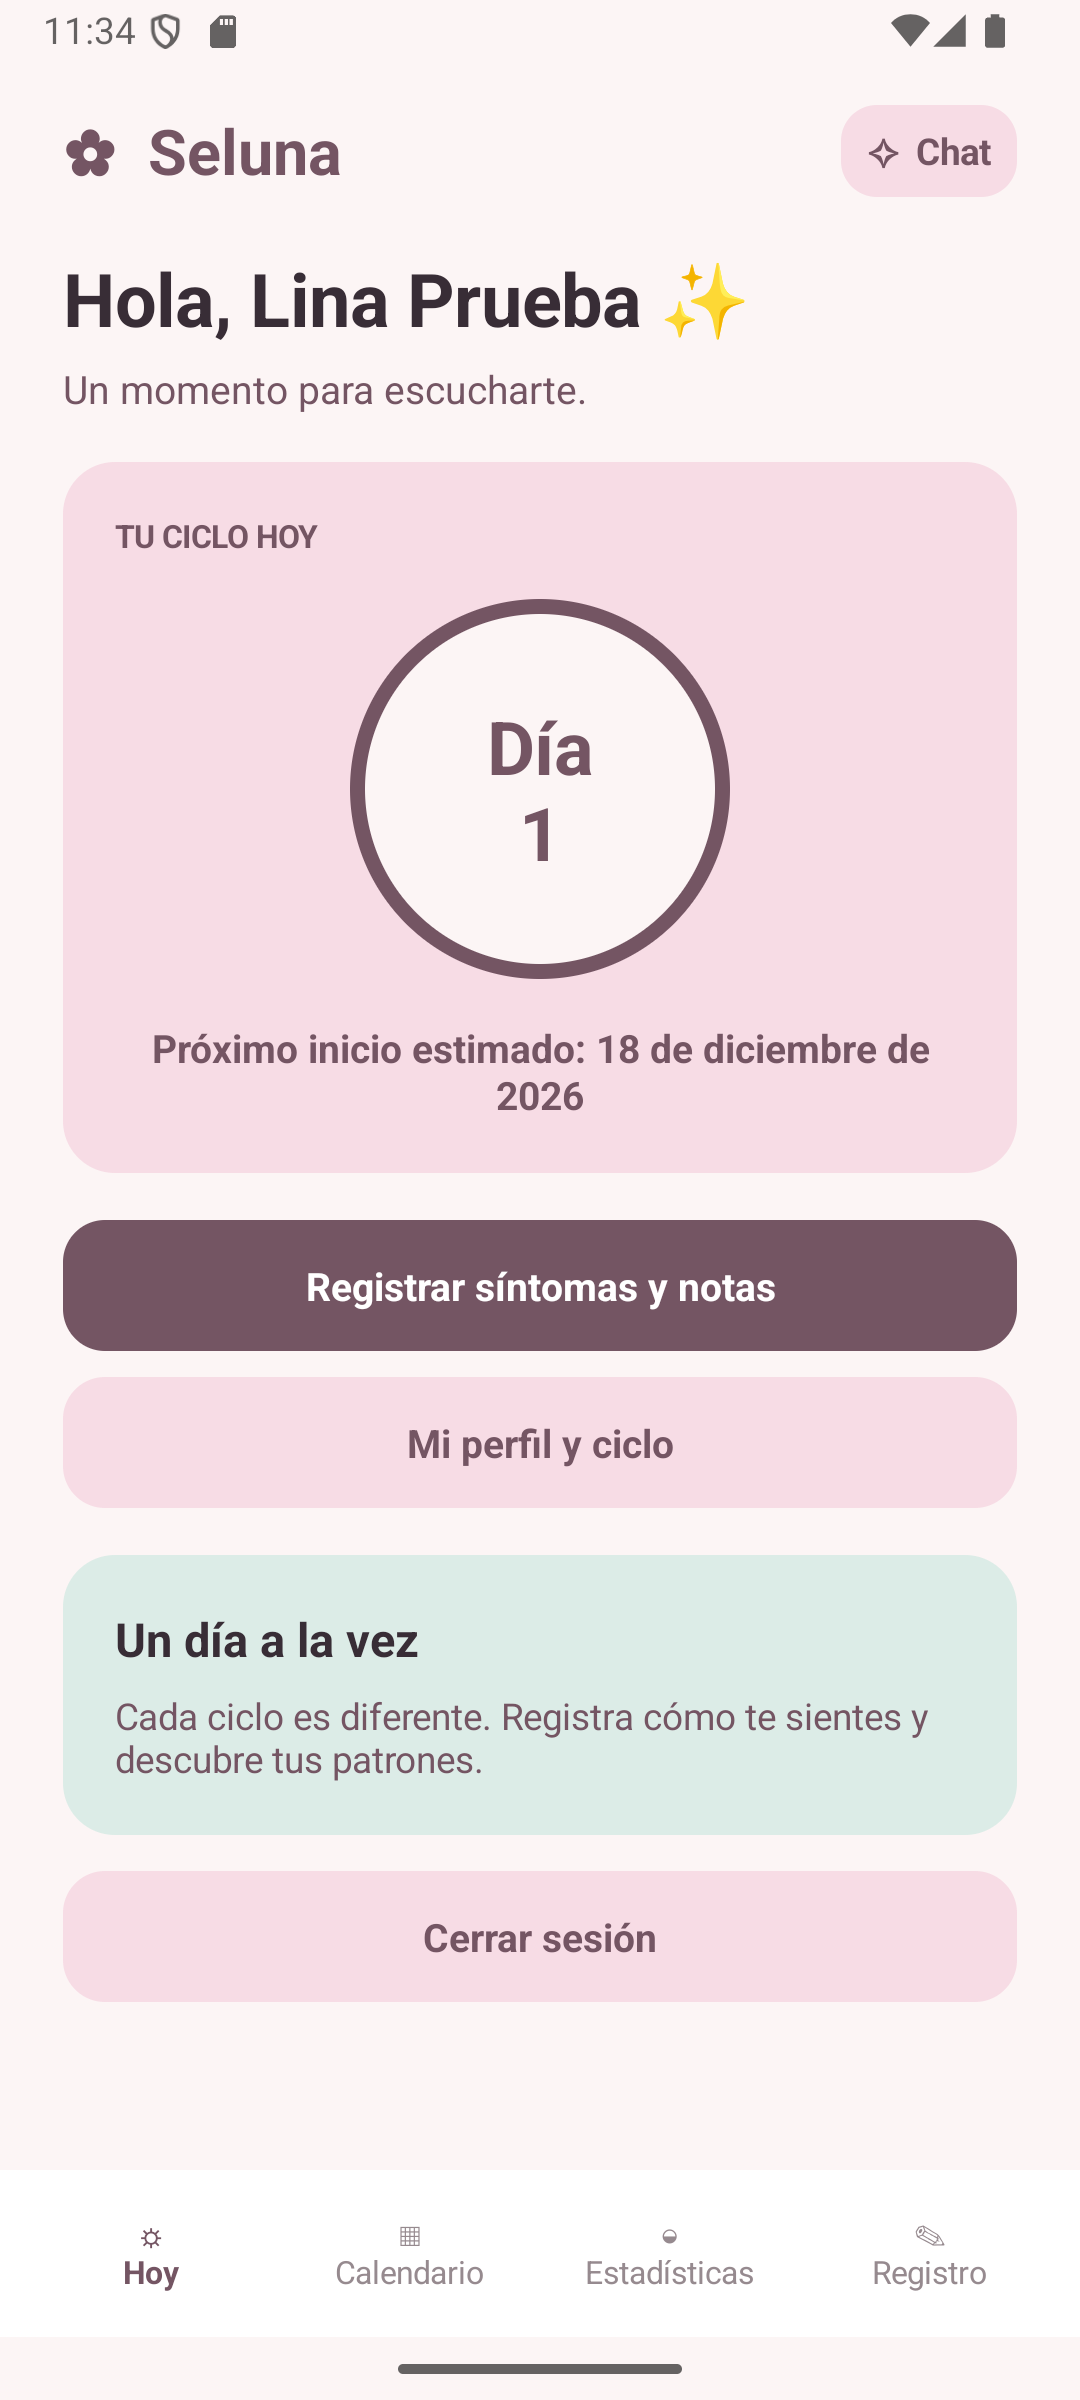 11:34
Seluna
Chat
Hola, Lina Prueba ✨
Un momento para escucharte.
TU CICLO HOY
Día
1
Próximo inicio estimado: 18 de diciembre de
2026
Registrar síntomas y notas
Mi perfil y ciclo
Un día a la vez
Cada ciclo es diferente. Registra cómo te sientes y
descubre tus patrones.
Cerrar sesión
Hoy
Calendario
Estadísticas
Registro